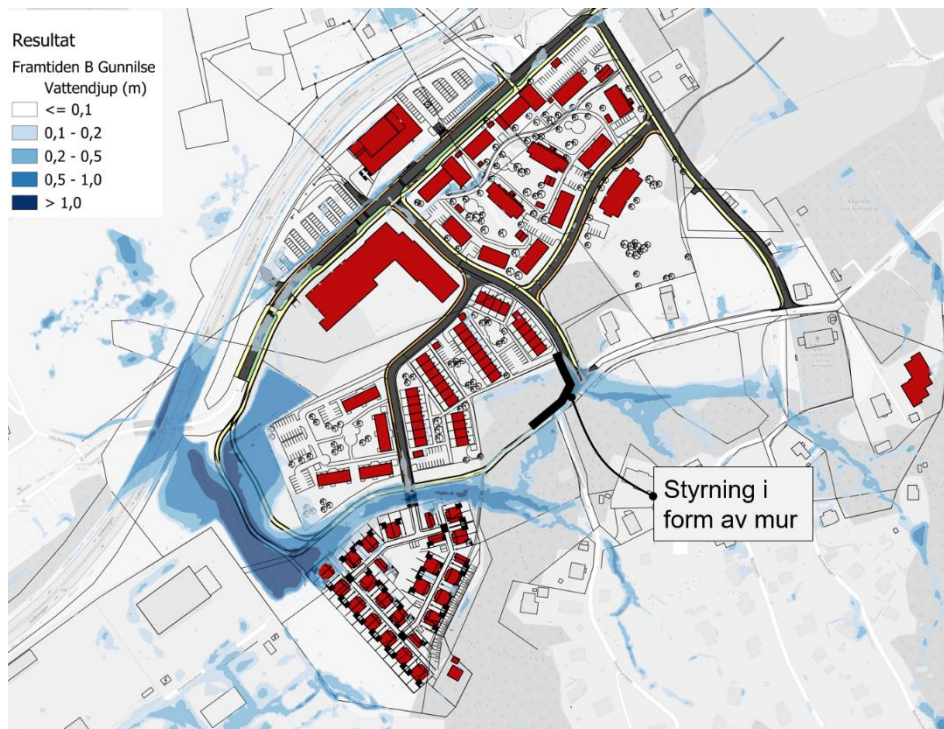 Resultat
Framtiden B Gunnilse
Vattendjup (m)
<= 0,1
0,1 - 0,2
0,2 - 0,5
0,5 - 1,0
> 1,0
Styrning i
form av mur